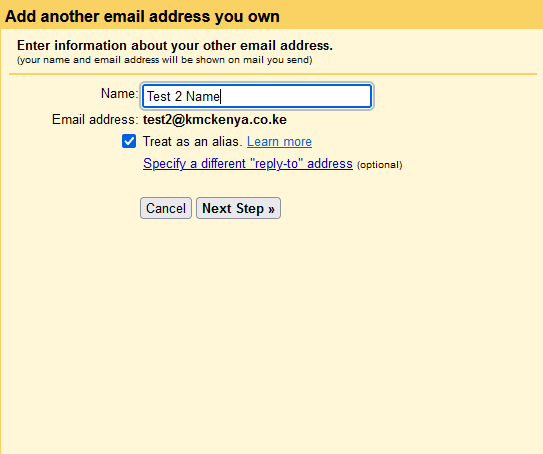 Add another email address you own
Enter information about your other email address.
(your name and email address will be shown on mail you send)
Name: Test 2 Name
Email address: test2@kmckenya.co.ke
Treat as an alias. Learn more
Specify a different "reply-to" address (optional)
Cancel Next Step »